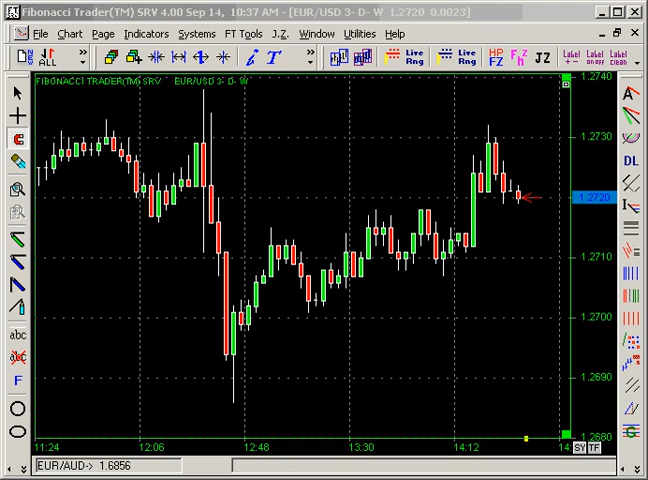 Fibonacci Trader(TM) SRV 4.00 Sep 14, 10:37 AM - [EUR/USD 3- D- W 1.2720 0.0023]
File Chart Page Indicators Systems FT Tools J.Z. Window Utilities Help
NEW ALL i T Live Rng Live Rng HP FZ F h z JZ Label +- Label on/off Label clean
FIBONACCI TRADER(TM) SRV EUR/USD 3- D- W
1.2740
1.2730
1.2720
1.2710
1.2700
1.2690
1.2680
A
DL
abc
abc
F
11:24 12:06 12:48 13:30 14:12 14: SY TF
EUR/AUD-> 1.6856